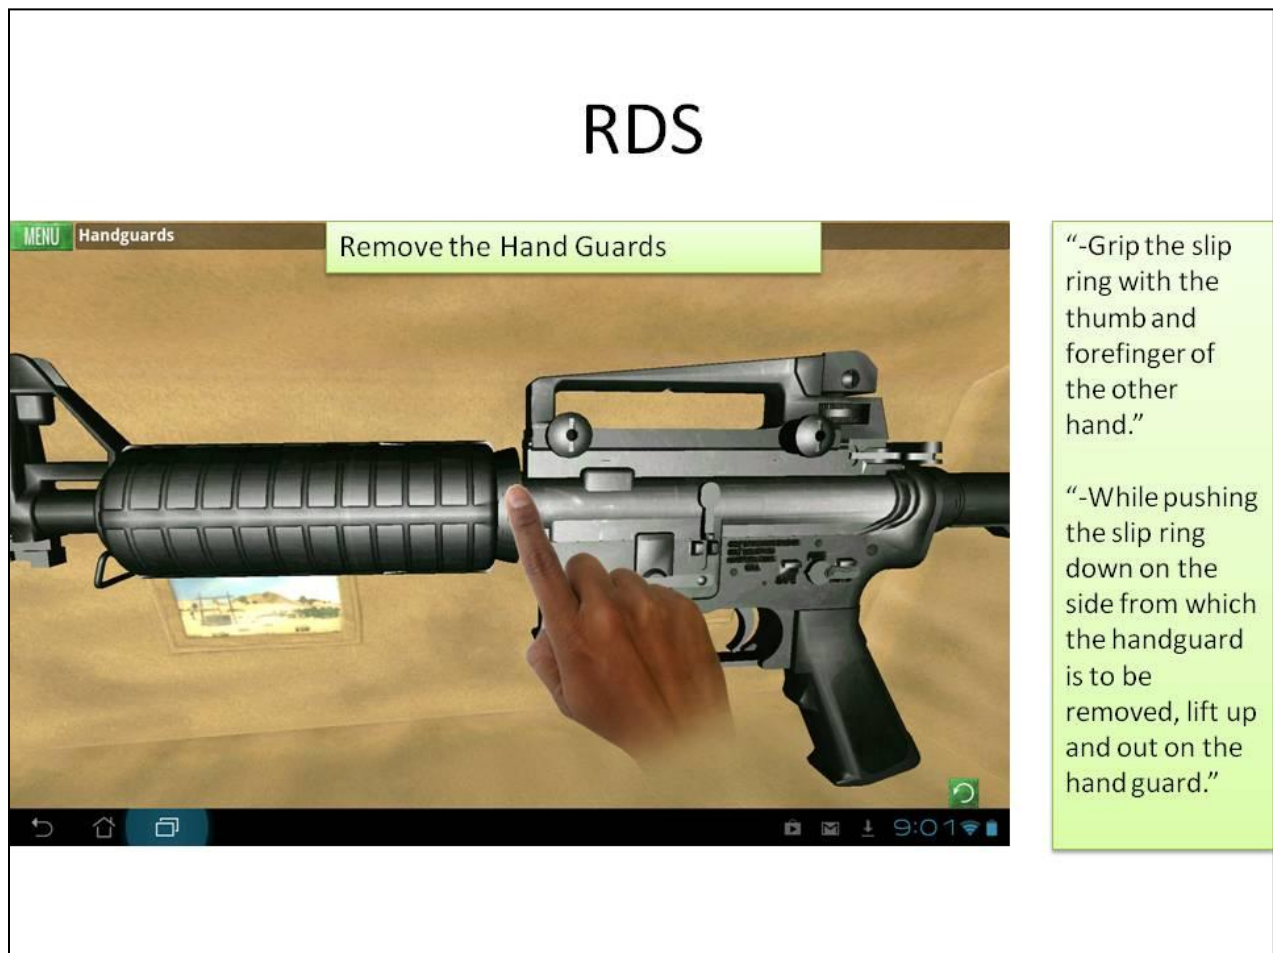 RDS
MENU Handguards
Remove the Hand Guards
“-Grip the slip
ring with the
thumb and
forefinger of
the other
hand.”
“-While pushing
the slip ring
down on the
side from which
the handguard
is to be
removed, lift up
and out on the
hand guard.”
9:01